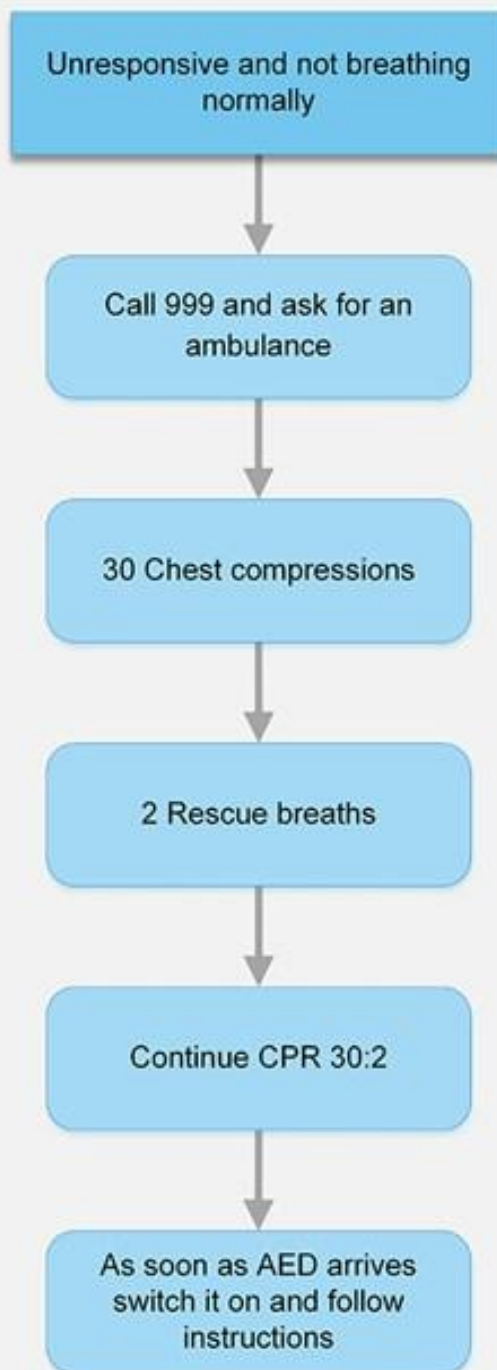 Unresponsive and not breathing
normally
Call 999 and ask for an
ambulance
30 Chest compressions
2 Rescue breaths
Continue CPR 30:2
As soon as AED arrives
switch it on and follow
instructions